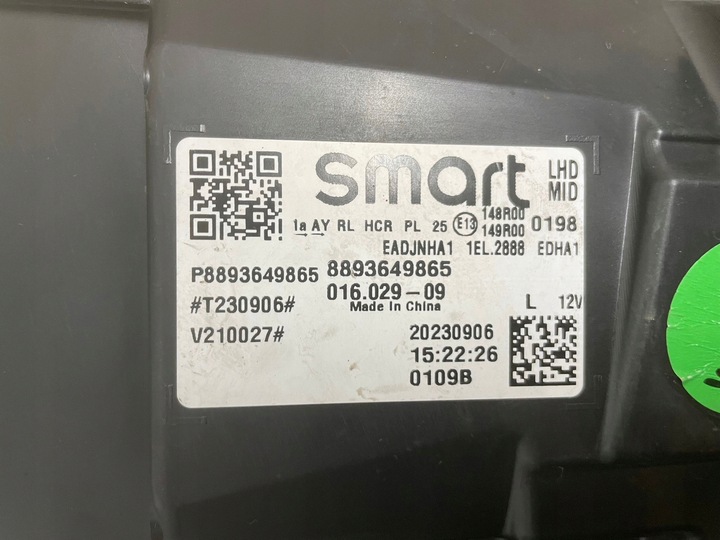 smart
LHD
MID
1a AY RL HCR PL 25 E13 148R00 0198
149R00
EADJNHA1 1EL.2888 EDHA1
P8893649865 8893649865
#T230906# 016.029-09
Made in China
L 12V
V210027# 20230906
15:22:26
0109B